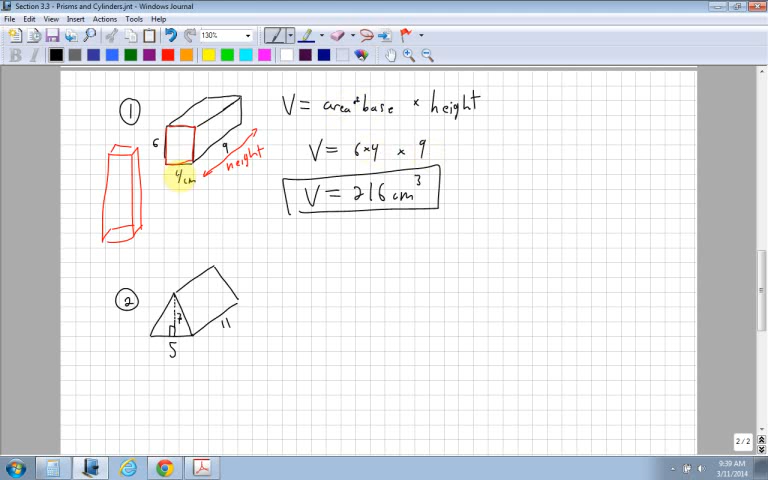 Section 3.3 - Prisms and Cylinders.jnt - Windows Journal
File Edit View Insert Actions Tools Help
130%
B I
1
6
9
4cm
height
V = area of base × height
V = 6×4 × 9
V = 216 cm³
2
7
11
5
2 / 2
9:39 AM
3/11/2014